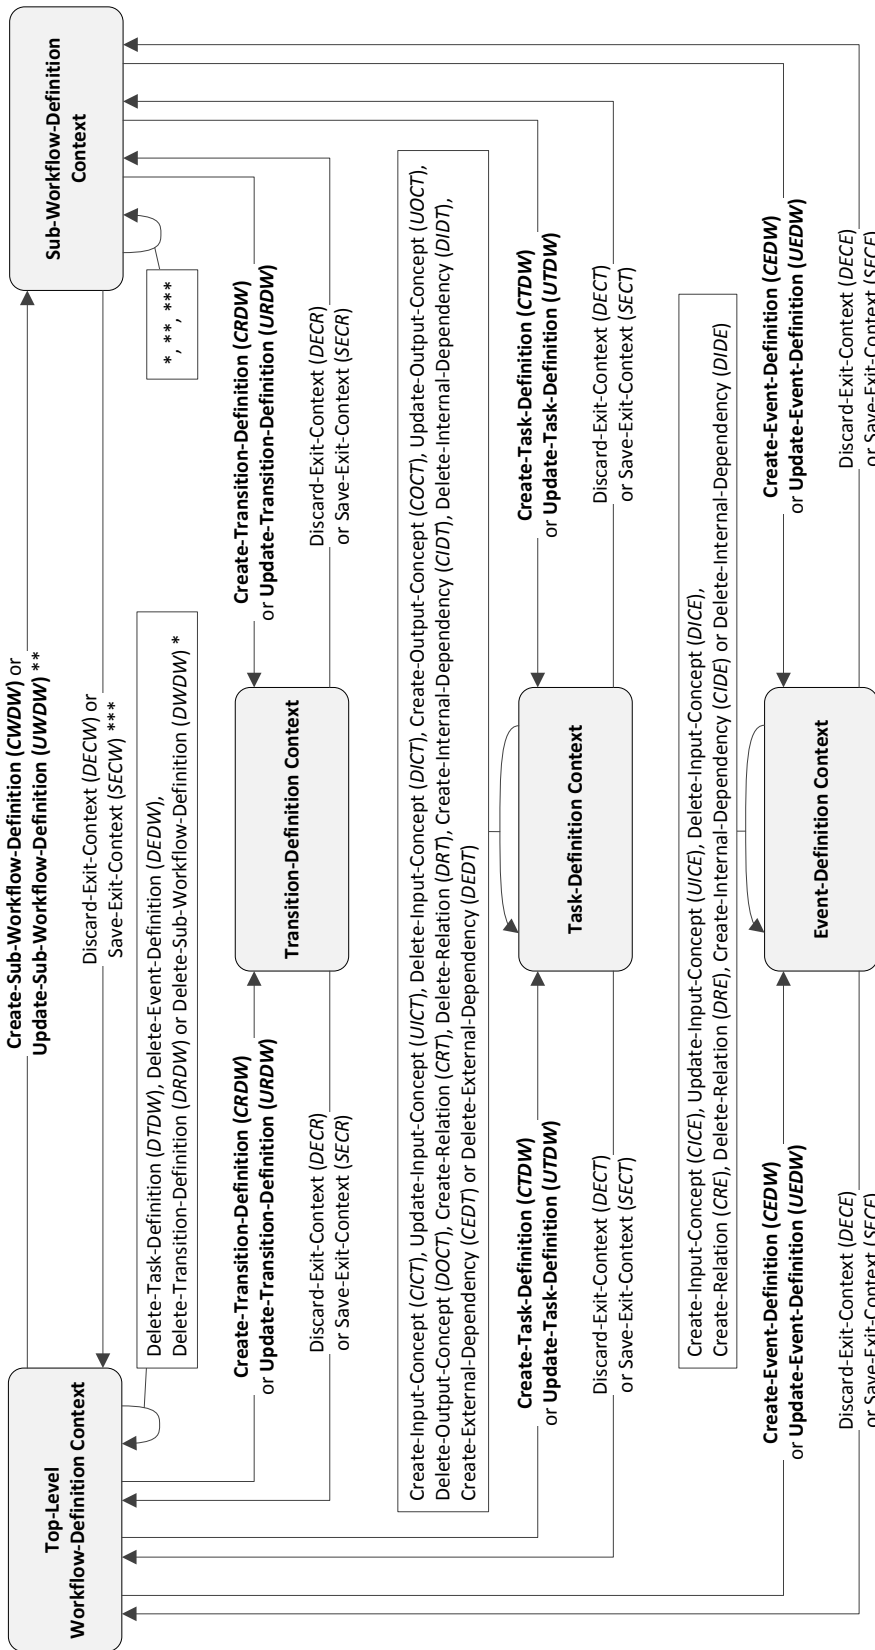 Top-Level
Workflow-Definition Context
Create-Sub-Workflow-Definition (CWDW) or
Update-Sub-Workflow-Definition (UWDW) **
Sub-Workflow-Definition
Context
Discard-Exit-Context (DECW) or
Save-Exit-Context (SECW) ***
Delete-Task-Definition (DTDW), Delete-Event-Definition (DEDW),
Delete-Transition-Definition (DRDW) or Delete-Sub-Workflow-Definition (DWDW) *
*, **, ***
Create-Transition-Definition (CRDW)
or Update-Transition-Definition (URDW)
Transition-Definition Context
Create-Transition-Definition (CRDW)
or Update-Transition-Definition (URDW)
Discard-Exit-Context (DECR)
or Save-Exit-Context (SECR)
Discard-Exit-Context (DECR)
or Save-Exit-Context (SECR)
Create-Input-Concept (CICT), Update-Input-Concept (UICT), Delete-Input-Concept (DICT), Create-Output-Concept (COCT), Update-Output-Concept (UOCT),
Delete-Output-Concept (DOCT), Create-Relation (CRT), Delete-Relation (DRT), Create-Internal-Dependency (CIDT), Delete-Internal-Dependency (DIDT),
Create-External-Dependency (CEDT) or Delete-External-Dependency (DEDT)
Create-Task-Definition (CTDW)
or Update-Task-Definition (UTDW)
Task-Definition Context
Create-Task-Definition (CTDW)
or Update-Task-Definition (UTDW)
Discard-Exit-Context (DECT)
or Save-Exit-Context (SECT)
Discard-Exit-Context (DECT)
or Save-Exit-Context (SECT)
Create-Input-Concept (CICE), Update-Input-Concept (UICE), Delete-Input-Concept (DICE),
Create-Relation (CRE), Delete-Relation (DRE), Create-Internal-Dependency (CIDE) or Delete-Internal-Dependency (DIDE)
Create-Event-Definition (CEDW)
or Update-Event-Definition (UEDW)
Event-Definition Context
Create-Event-Definition (CEDW)
or Update-Event-Definition (UEDW)
Discard-Exit-Context (DECE)
or Save-Exit-Context (SECE)
Discard-Exit-Context (DECE)
or Save-Exit-Context (SECE)